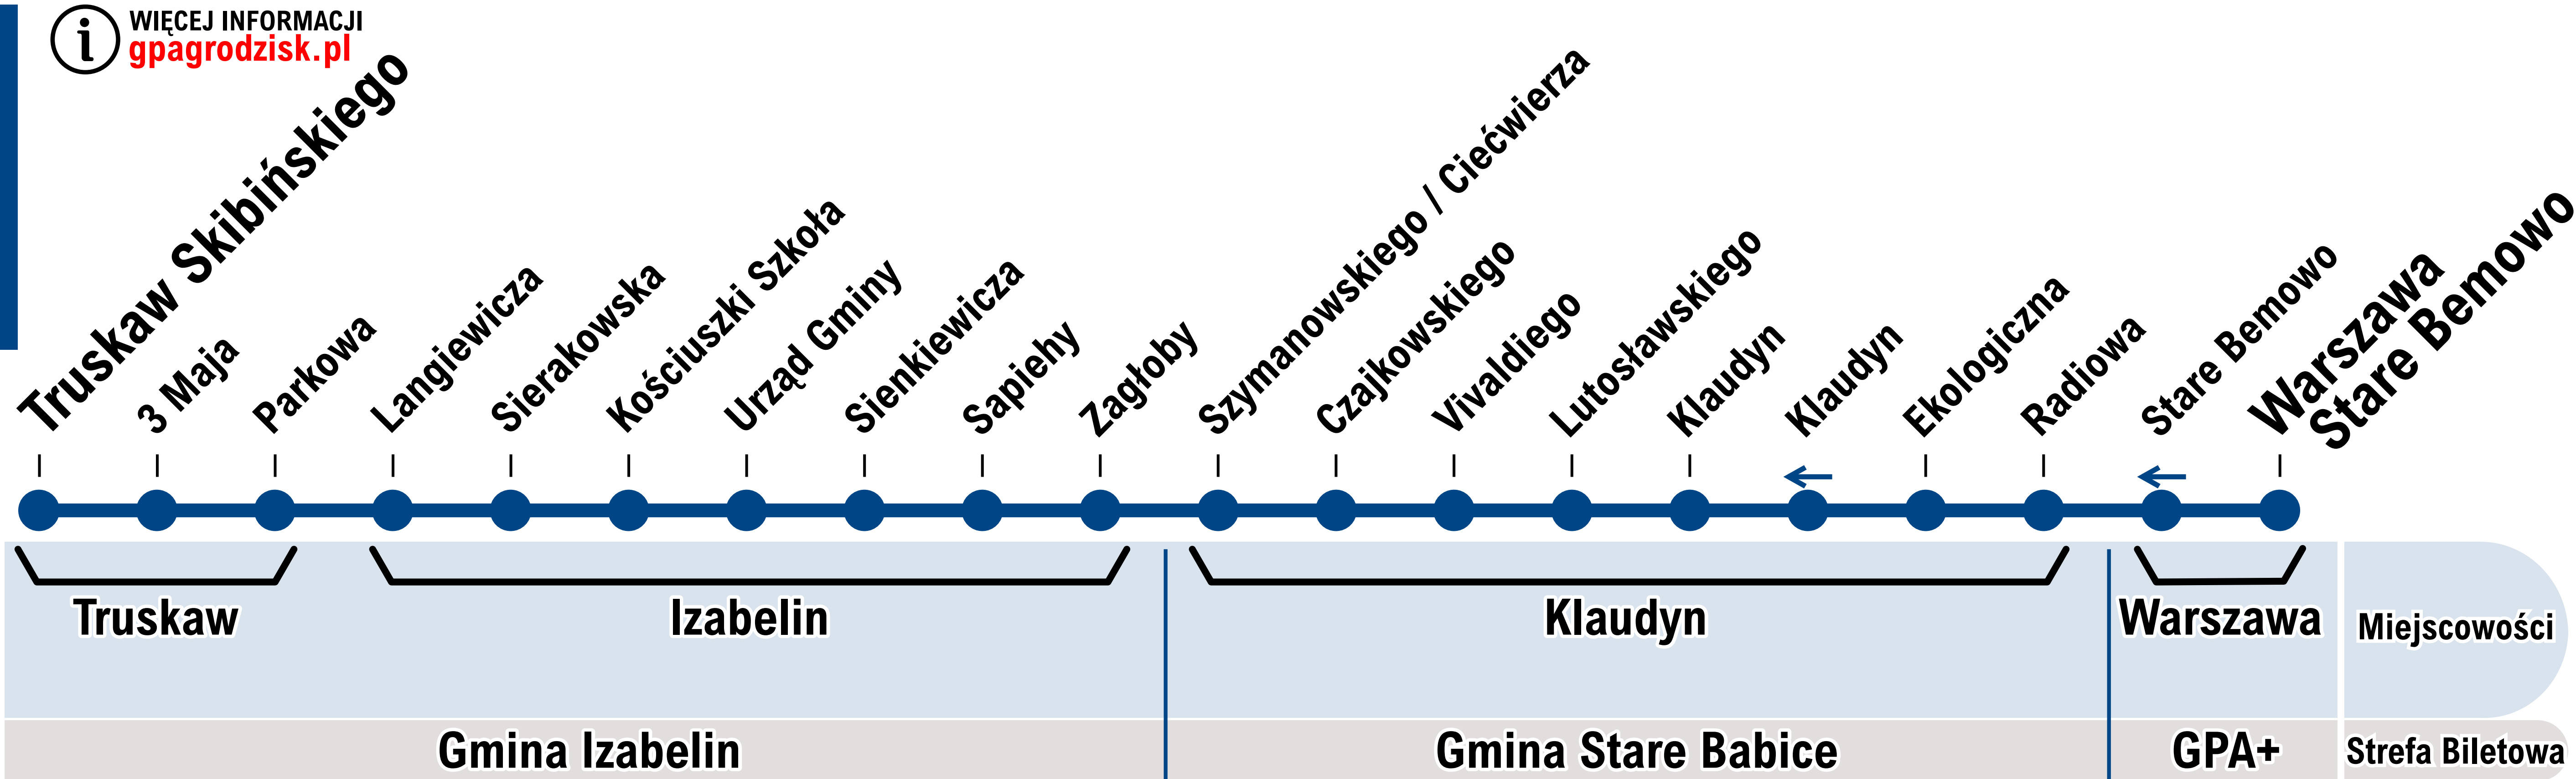 WIĘCEJ INFORMACJI
gpagrodzisk.pl
Truskaw Skibińskiego
3 Maja
Parkowa
Langiewicza
Sierakowska
Kościuszki Szkoła
Urząd Gminy
Sienkiewicza
Sapiehy
Zagłoby
Szymanowskiego / Ciećwierza
Czajkowskiego
Vivaldiego
Lutosławskiego
Klaudyn
Klaudyn
Ekologiczna
Radiowa
Stare Bemowo
Warszawa
Stare Bemowo
Truskaw
Izabelin
Klaudyn
Warszawa
Miejscowości
Gmina Izabelin
Gmina Stare Babice
GPA+
Strefa Biletowa